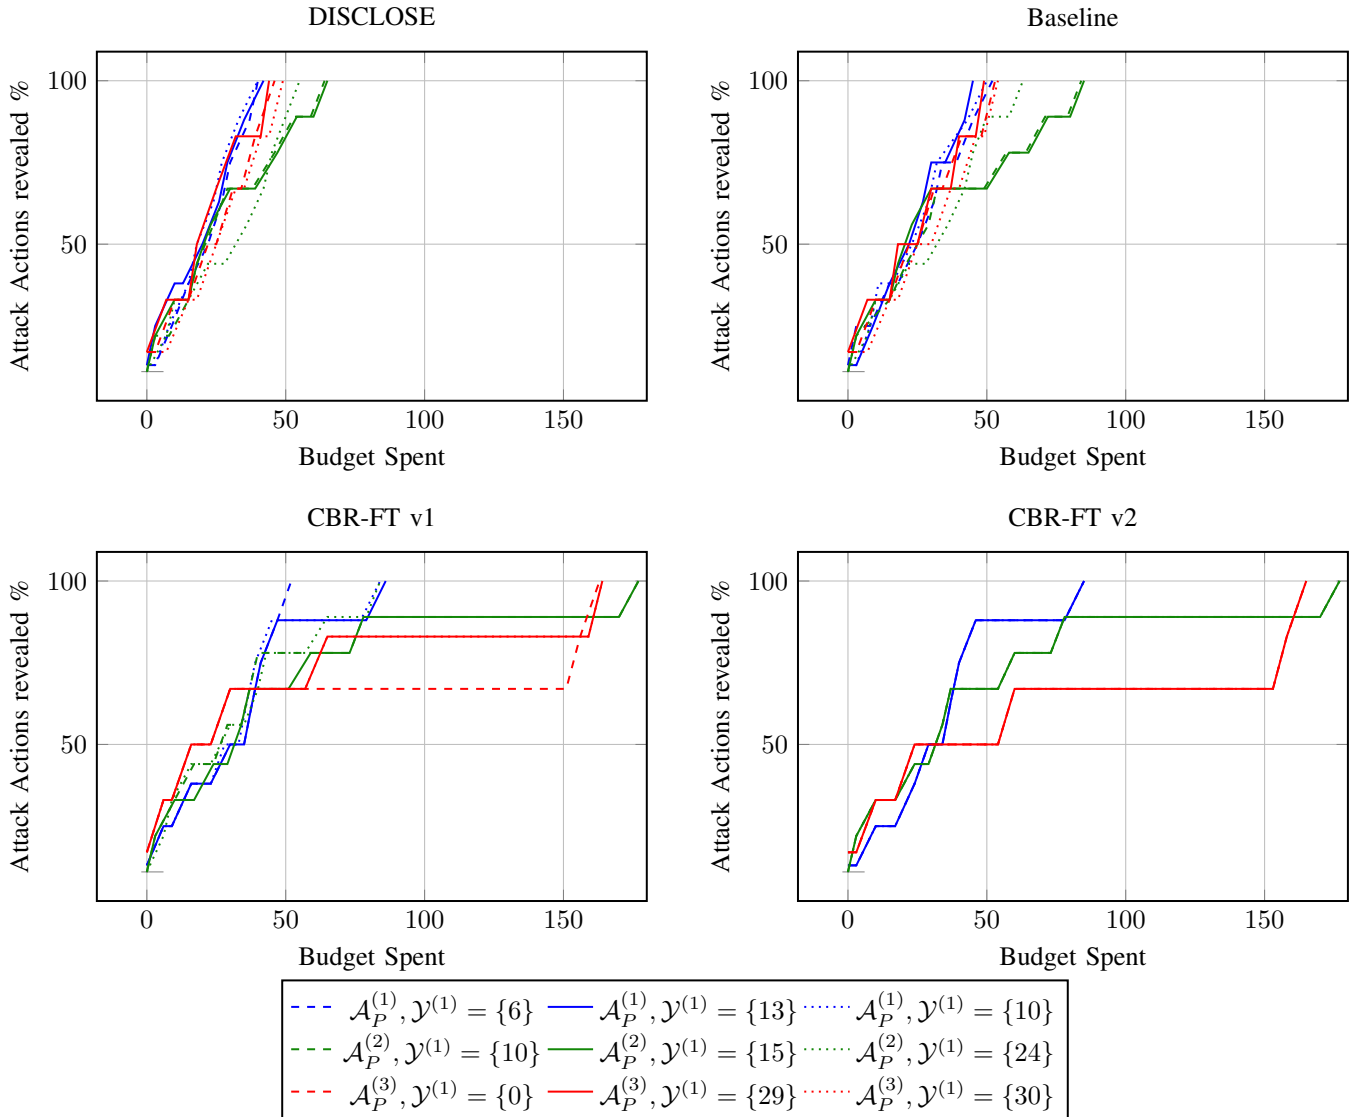 DISCLOSE
Attack Actions revealed %
100
50
0 50 100 150
Budget Spent
Baseline
Attack Actions revealed %
100
50
0 50 100 150
Budget Spent
CBR-FT v1
Attack Actions revealed %
100
50
0 50 100 150
Budget Spent
CBR-FT v2
Attack Actions revealed %
100
50
0 50 100 150
Budget Spent
𝒜_P^(1), 𝒴^(1) = {6} 𝒜_P^(1), 𝒴^(1) = {13} 𝒜_P^(1), 𝒴^(1) = {10}
𝒜_P^(2), 𝒴^(1) = {10} 𝒜_P^(2), 𝒴^(1) = {15} 𝒜_P^(2), 𝒴^(1) = {24}
𝒜_P^(3), 𝒴^(1) = {0} 𝒜_P^(3), 𝒴^(1) = {29} 𝒜_P^(3), 𝒴^(1) = {30}